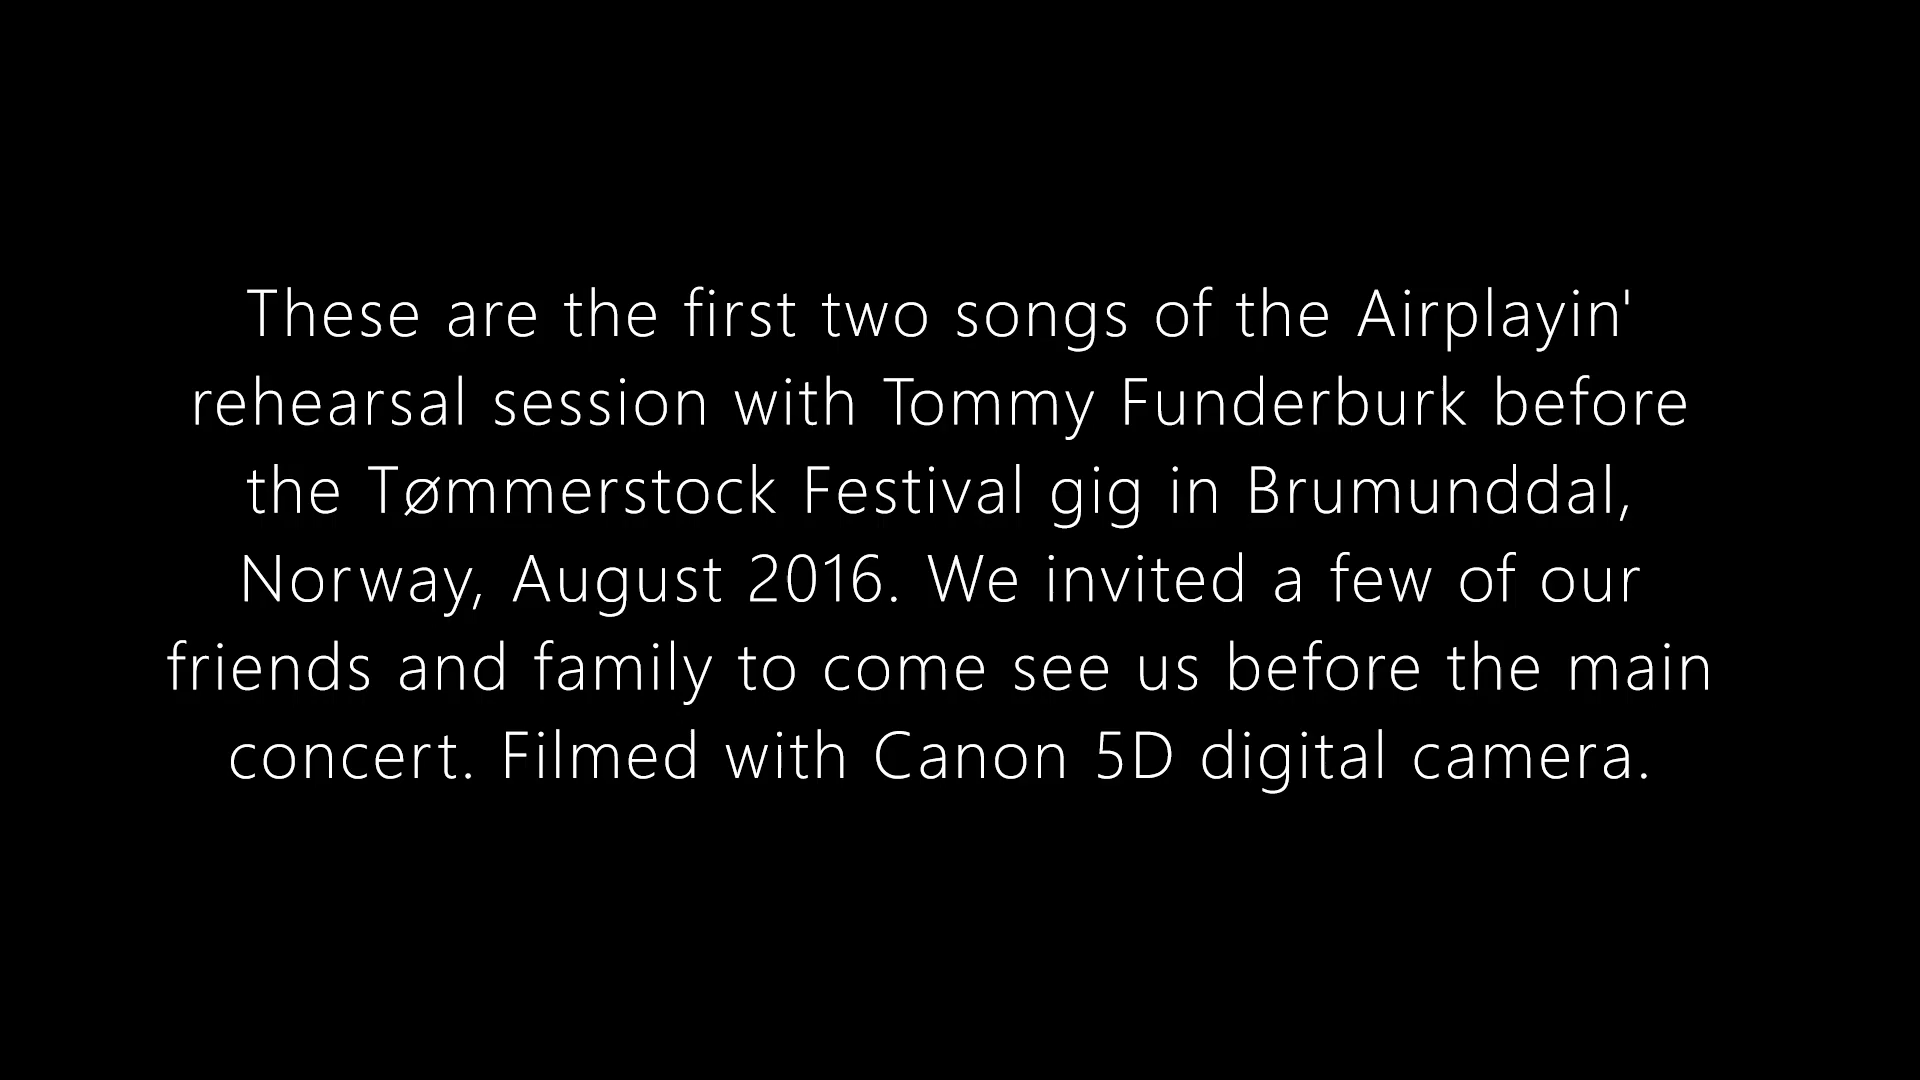 These are the first two songs of the Airplayin'
rehearsal session with Tommy Funderburk before
the Tømmerstock Festival gig in Brumunddal,
Norway, August 2016. We invited a few of our
friends and family to come see us before the main
concert. Filmed with Canon 5D digital camera.